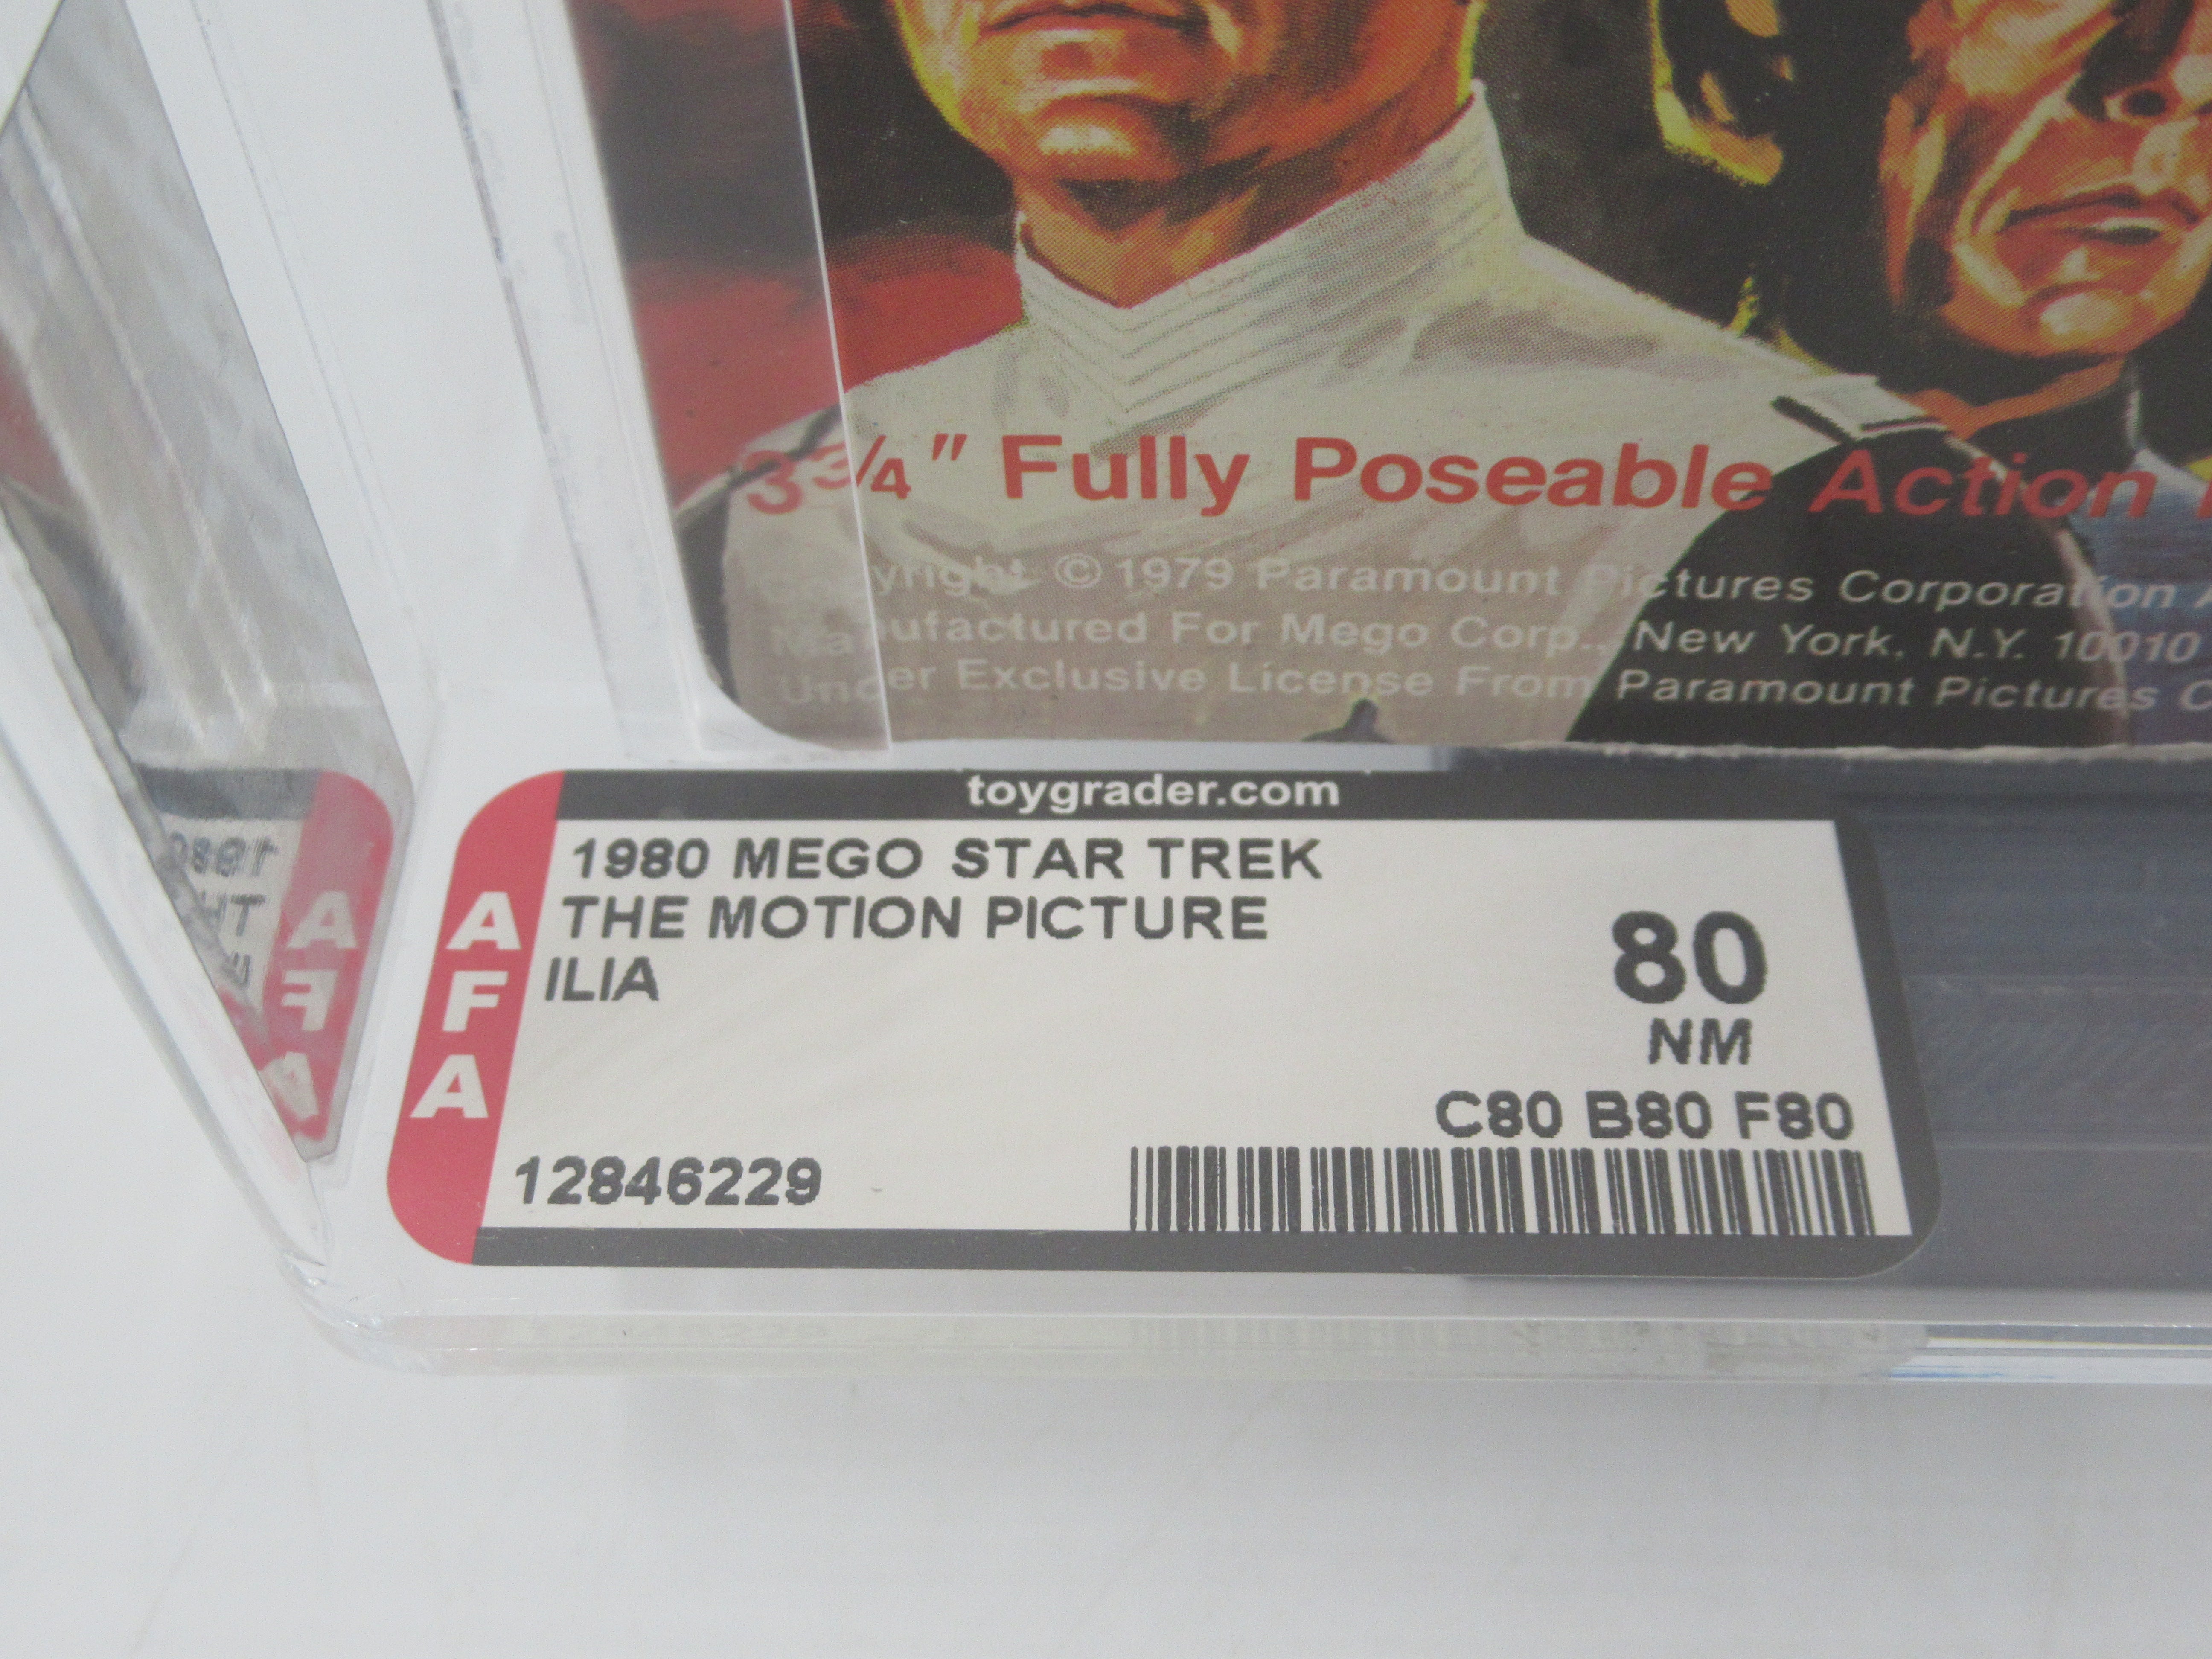 3¾" Fully Poseable Action
Copyright © 1979 Paramount Pictures Corporation
Manufactured For Mego Corp., New York, N.Y. 10010
Under Exclusive License From Paramount Pictures C
toygrader.com
AFA
1980 MEGO STAR TREK
THE MOTION PICTURE
ILIA
80
NM
C80 B80 F80
12846229